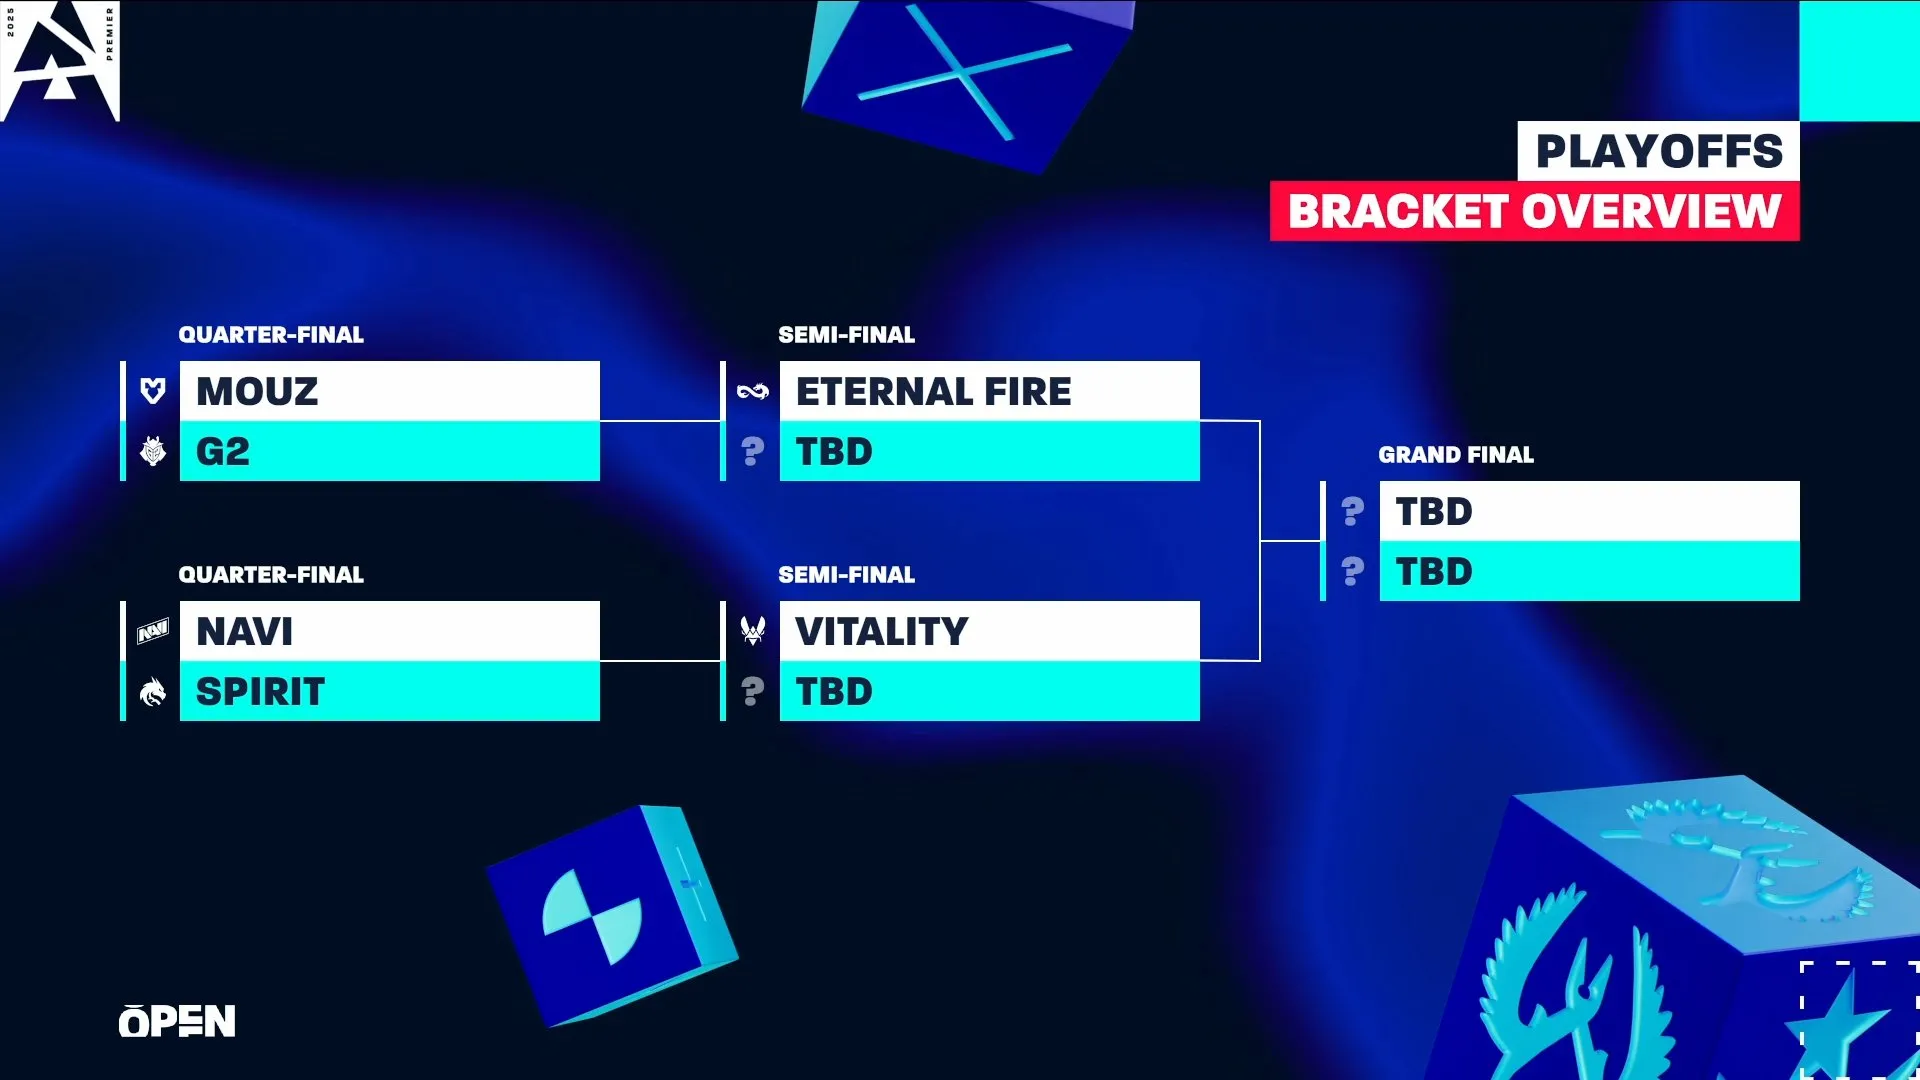 2025
PREMIER
PLAYOFFS
BRACKET OVERVIEW
QUARTER-FINAL
MOUZ
G2
SEMI-FINAL
ETERNAL FIRE
? TBD
GRAND FINAL
? TBD
? TBD
QUARTER-FINAL
NAVI NAVI
SPIRIT
SEMI-FINAL
VITALITY
? TBD
OPEN